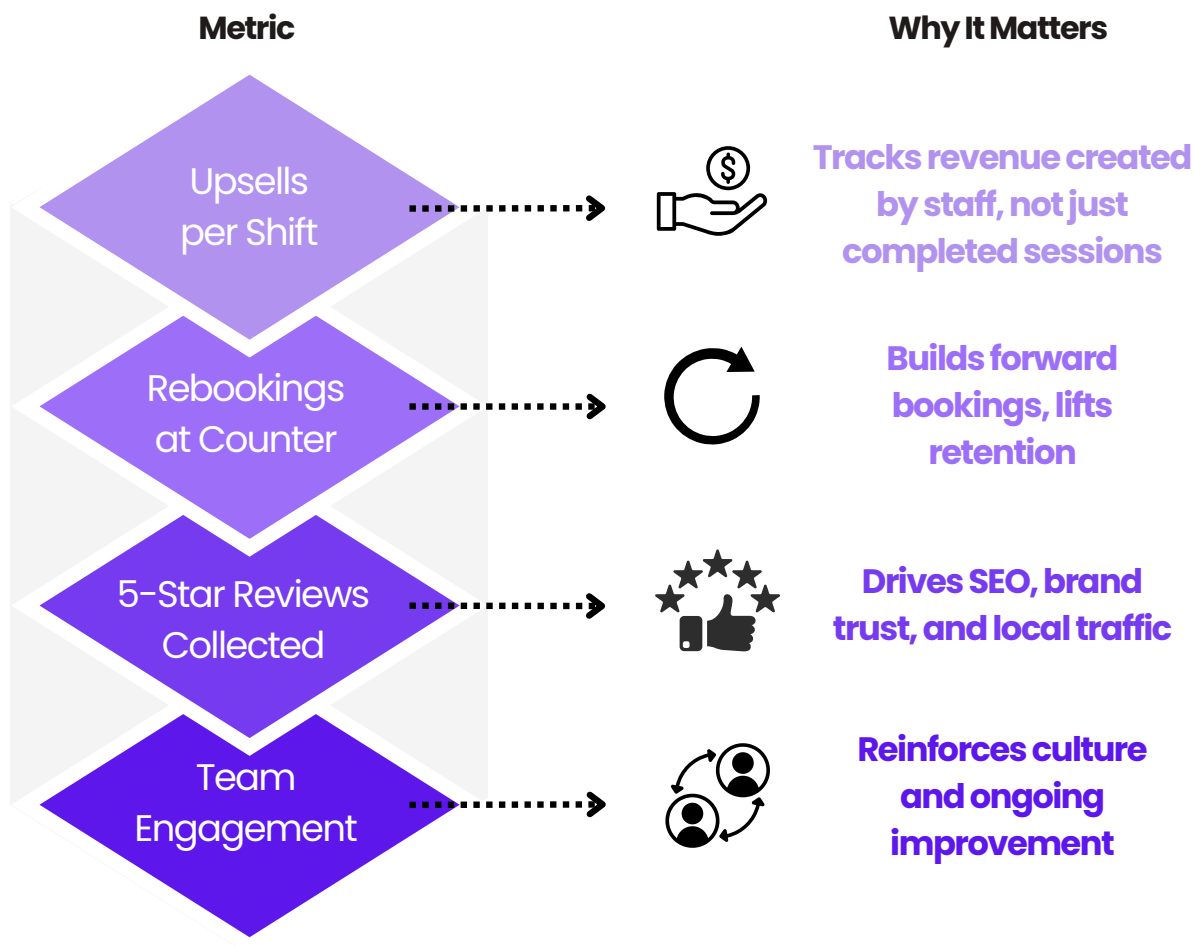 Metric
Why It Matters
Upsells
per Shift
Tracks revenue created
by staff, not just
completed sessions
Rebookings
at Counter
Builds forward
bookings, lifts
retention
5-Star Reviews
Collected
Drives SEO, brand
trust, and local traffic
Team
Engagement
Reinforces culture
and ongoing
improvement
$